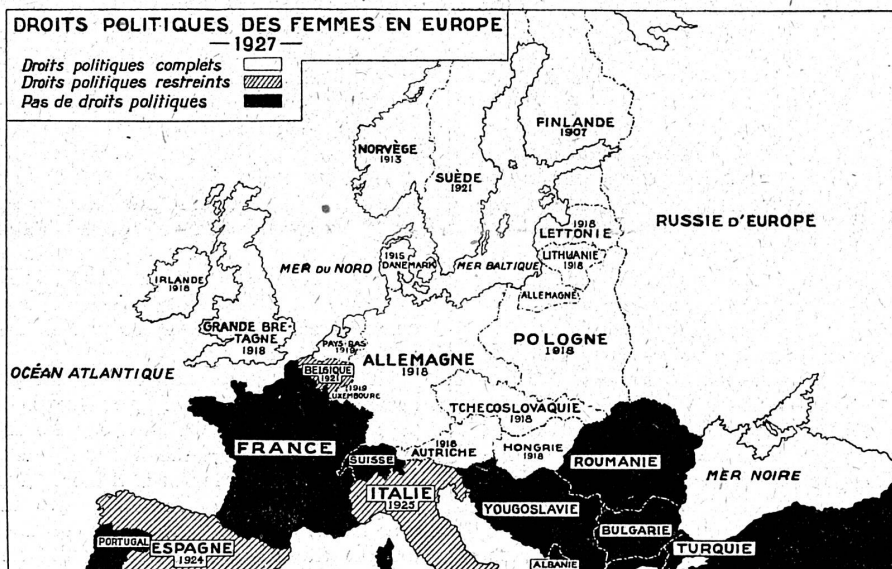 DROITS POLITIQUES DES FEMMES EN EUROPE
—1927—
Droits politiques complets
Droits politiques restreints
Pas de droits politiques
FINLANDE
1907
NORVÈGE
1913
SUÈDE
1921
RUSSIE D'EUROPE
1918
LETTONIE
LITHUANIE
1918
ALLEMAGNE
MER DU NORD
1915
DANEMARK
MER BALTIQUE
IRLANDE
1918
GRANDE BRE-
TAGNE
1918
PAYS-BAS
1919
ALLEMAGNE
1918
POLOGNE
1918
OCÉAN ATLANTIQUE
BELGIQUE
1921
1919
LUXEMBOURG
TCHECOSLOVAQUIE
1918
FRANCE
SUISSE
1918
AUTRICHE
HONGRIE
1918
ROUMANIE
MER NOIRE
ITALIE
1925
YOUGOSLAVIE
BULGARIE
TURQUIE
ALBANIE
PORTUGAL
ESPAGNE
1924